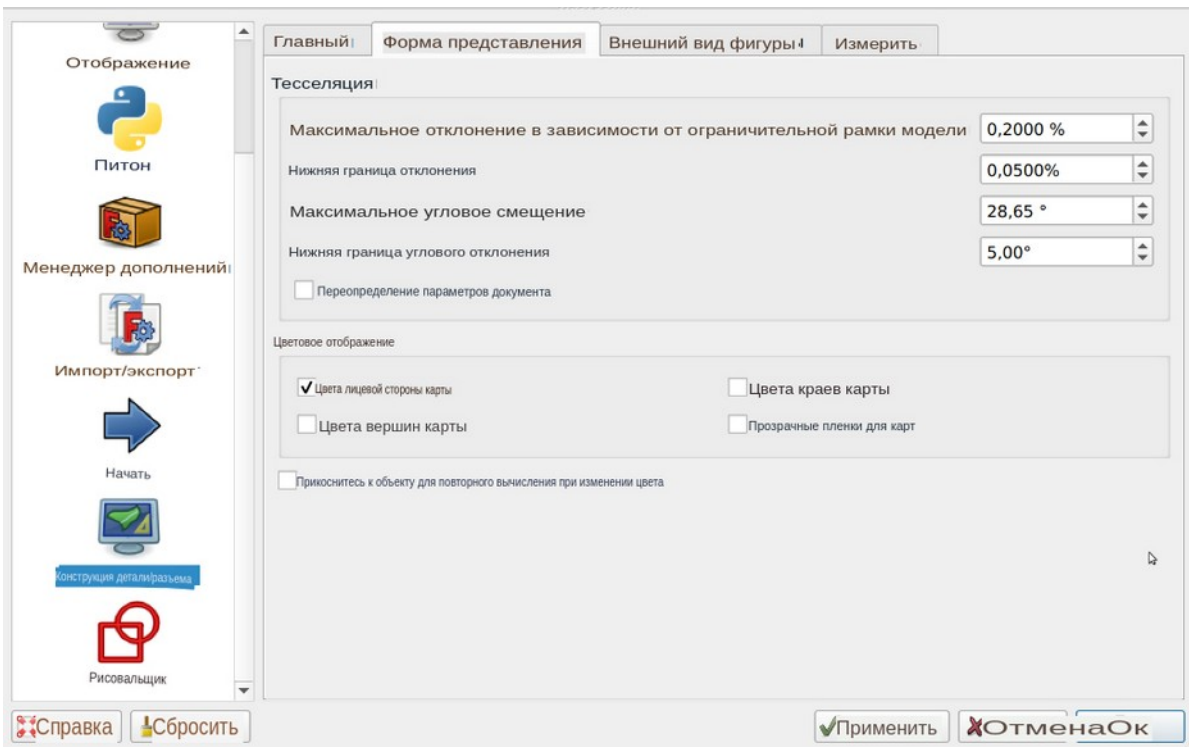 Отображение
Питон
Менеджер дополнений
Импорт/экспорт
Начать
Конструкция детали/разъема
Рисовальщик
Главный
Форма представления
Внешний вид фигуры
Измерить
Тесселяция
Максимальное отклонение в зависимости от ограничительной рамки модели
0,2000 %
Нижняя граница отклонения
0,0500%
Максимальное угловое смещение
28,65 °
Нижняя граница углового отклонения
5,00°
Переопределение параметров документа
Цветовое отображение
Цвета лицевой стороны карты
Цвета краев карты
Цвета вершин карты
Прозрачные пленки для карт
Прикоснитесь к объекту для повторного вычисления при изменении цвета
Справка
Сбросить
Применить
Отмена
Ок